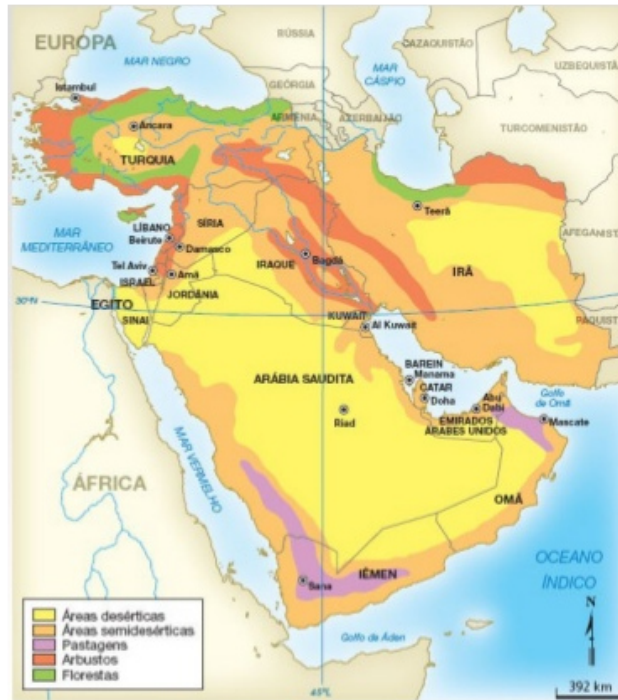 EUROPA
RÚSSIA
MAR NEGRO
CAZAQUISTÃO
MAR
CÁSPIO
UZBEQUISTÃO
GEÓRGIA
Istambul
ARMÊNIA
AZERBAIJÃO
Ancara
TURCOMENISTÃO
TURQUIA
Teerã
MAR
MEDITERRÂNEO
LÍBANO
Beirute
SÍRIA
Damasco
AFEGANIST
Tel Aviv
ISRAEL
Amã
JORDÂNIA
IRAQUE
Bagdá
IRÃ
30°N
EGITO
SINAI
KUWAIT
Al Kuwait
PAQUIST
BAREIN
Manama
CATAR
Doha
ARÁBIA SAUDITA
Riad
Abu
Dabi
EMIRADOS
ÁRABES UNIDOS
Golfo
de Omã
Mascate
MAR VERMELHO
ÁFRICA
OMÃ
OCEANO
ÍNDICO
IÊMEN
Sana
Áreas desérticas
Áreas semidesérticas
Pastagens
Arbustos
Florestas
Golfo de Áden
N
45°L
392 km